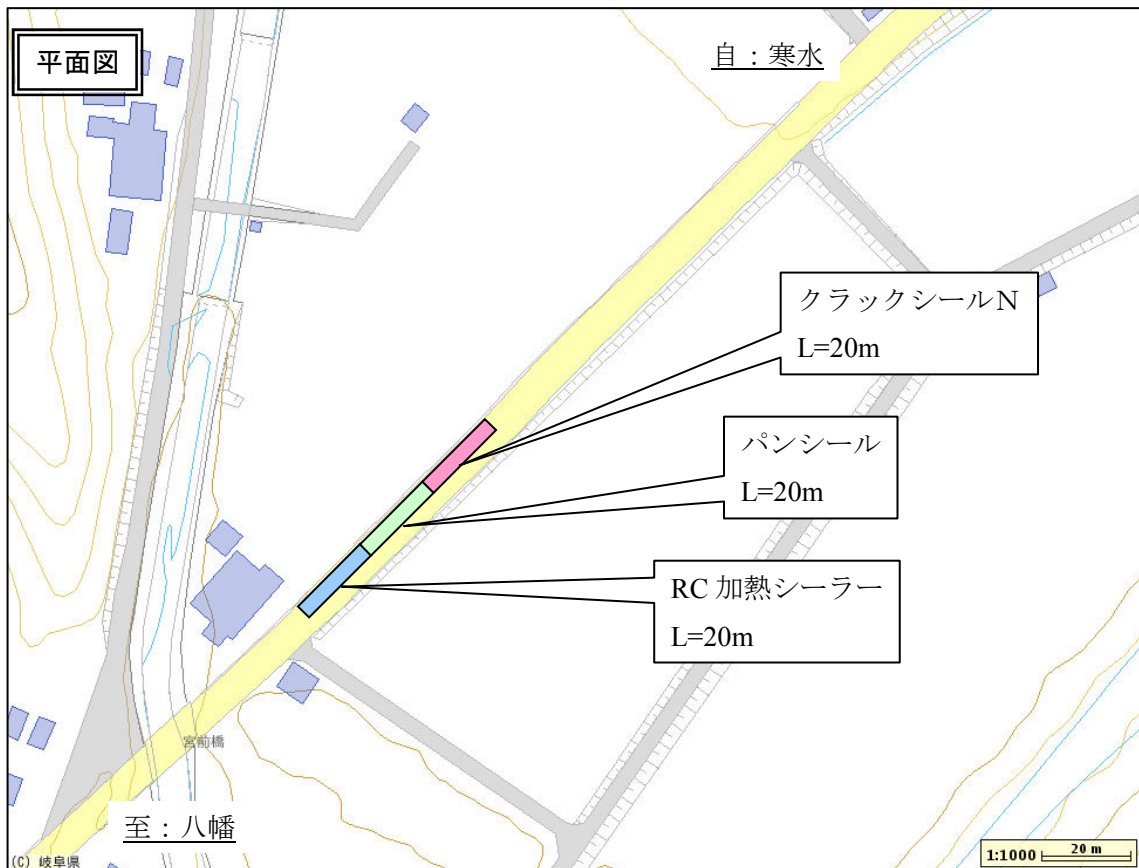 平面図
自：寒水
クラックシールN
L=20m
パンシール
L=20m
RC 加熱シーラー
L=20m
宮前橋
至：八幡
(C) 岐阜県
1:1000 20 m